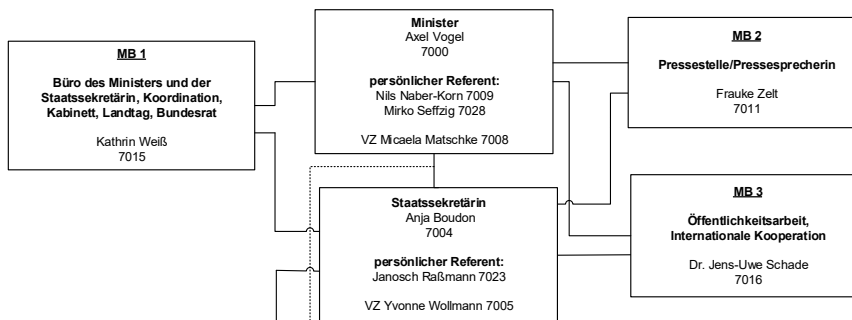 MB 1
Büro des Ministers und der
Staatssekretärin, Koordination,
Kabinett, Landtag, Bundesrat
Kathrin Weiß
7015
Minister
Axel Vogel
7000
persönlicher Referent:
Nils Naber-Korn 7009
Mirko Seffzig 7028
VZ Micaela Matschke 7008
MB 2
Pressestelle/Pressesprecherin
Frauke Zelt
7011
Staatssekretärin
Anja Boudon
7004
persönlicher Referent:
Janosch Raßmann 7023
VZ Yvonne Wollmann 7005
MB 3
Öffentlichkeitsarbeit,
Internationale Kooperation
Dr. Jens-Uwe Schade
7016